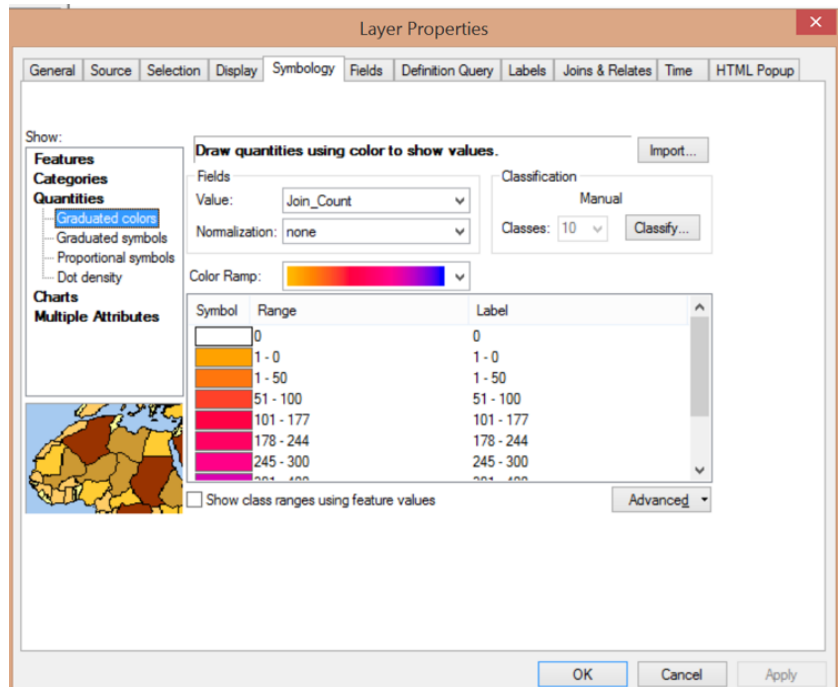 Layer Properties
General Source Selection Display Symbology Fields Definition Query Labels Joins & Relates Time HTML Popup
Show:
Features
Categories
Quantities
Graduated colors
Graduated symbols
Proportional symbols
Dot density
Charts
Multiple Attributes
Draw quantities using color to show values.
Import...
Fields
Value: Join_Count
Normalization: none
Classification
Manual
Classes: 10 Classify...
Color Ramp:
Symbol Range Label
0 0
1 - 0 1 - 0
1 - 50 1 - 50
51 - 100 51 - 100
101 - 177 101 - 177
178 - 244 178 - 244
245 - 300 245 - 300
Show class ranges using feature values
Advanced
OK Cancel Apply